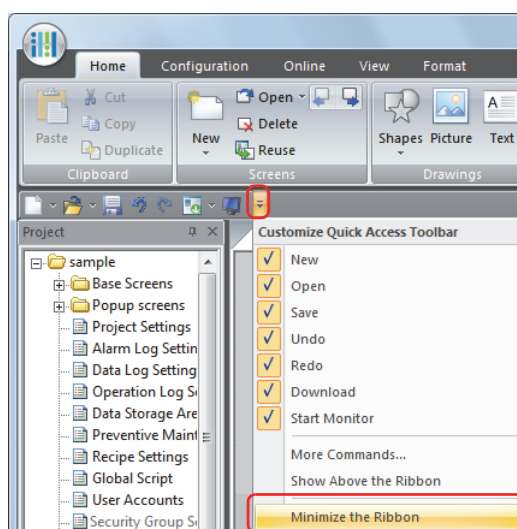 Home Configuration Online View Format
Cut
Copy
Duplicate
Paste
Clipboard
New
Open
Delete
Reuse
Screens
Shapes Picture Text
Drawings
Project
sample
Base Screens
Popup screens
Project Settings
Alarm Log Settin
Data Log Setting
Operation Log S
Data Storage Are
Preventive Maint
Recipe Settings
Global Script
User Accounts
Security Group S
Customize Quick Access Toolbar
New
Open
Save
Undo
Redo
Download
Start Monitor
More Commands...
Show Above the Ribbon
Minimize the Ribbon